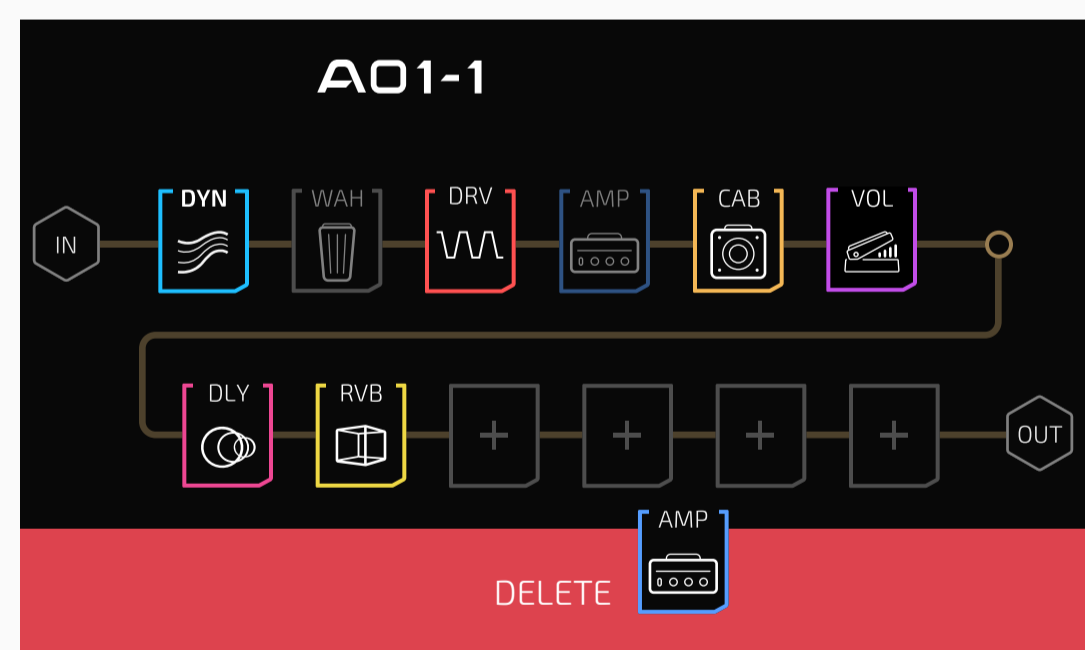 A01-1
IN DYN WAH DRV AMP CAB VOL
DLY RVB + + + + OUT
AMP
DELETE